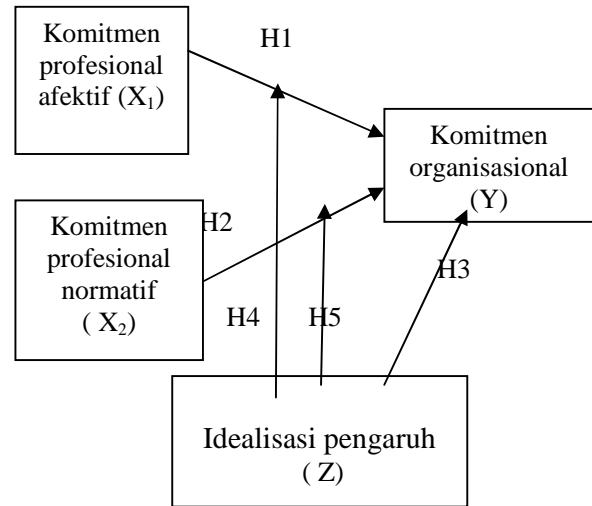 Komitmen
profesional
afektif (X₁)
H1
Komitmen
organisasional
(Y)
Komitmen
profesional
normatif
( X₂)
H2
H3
H4
H5
Idealisasi pengaruh
( Z)